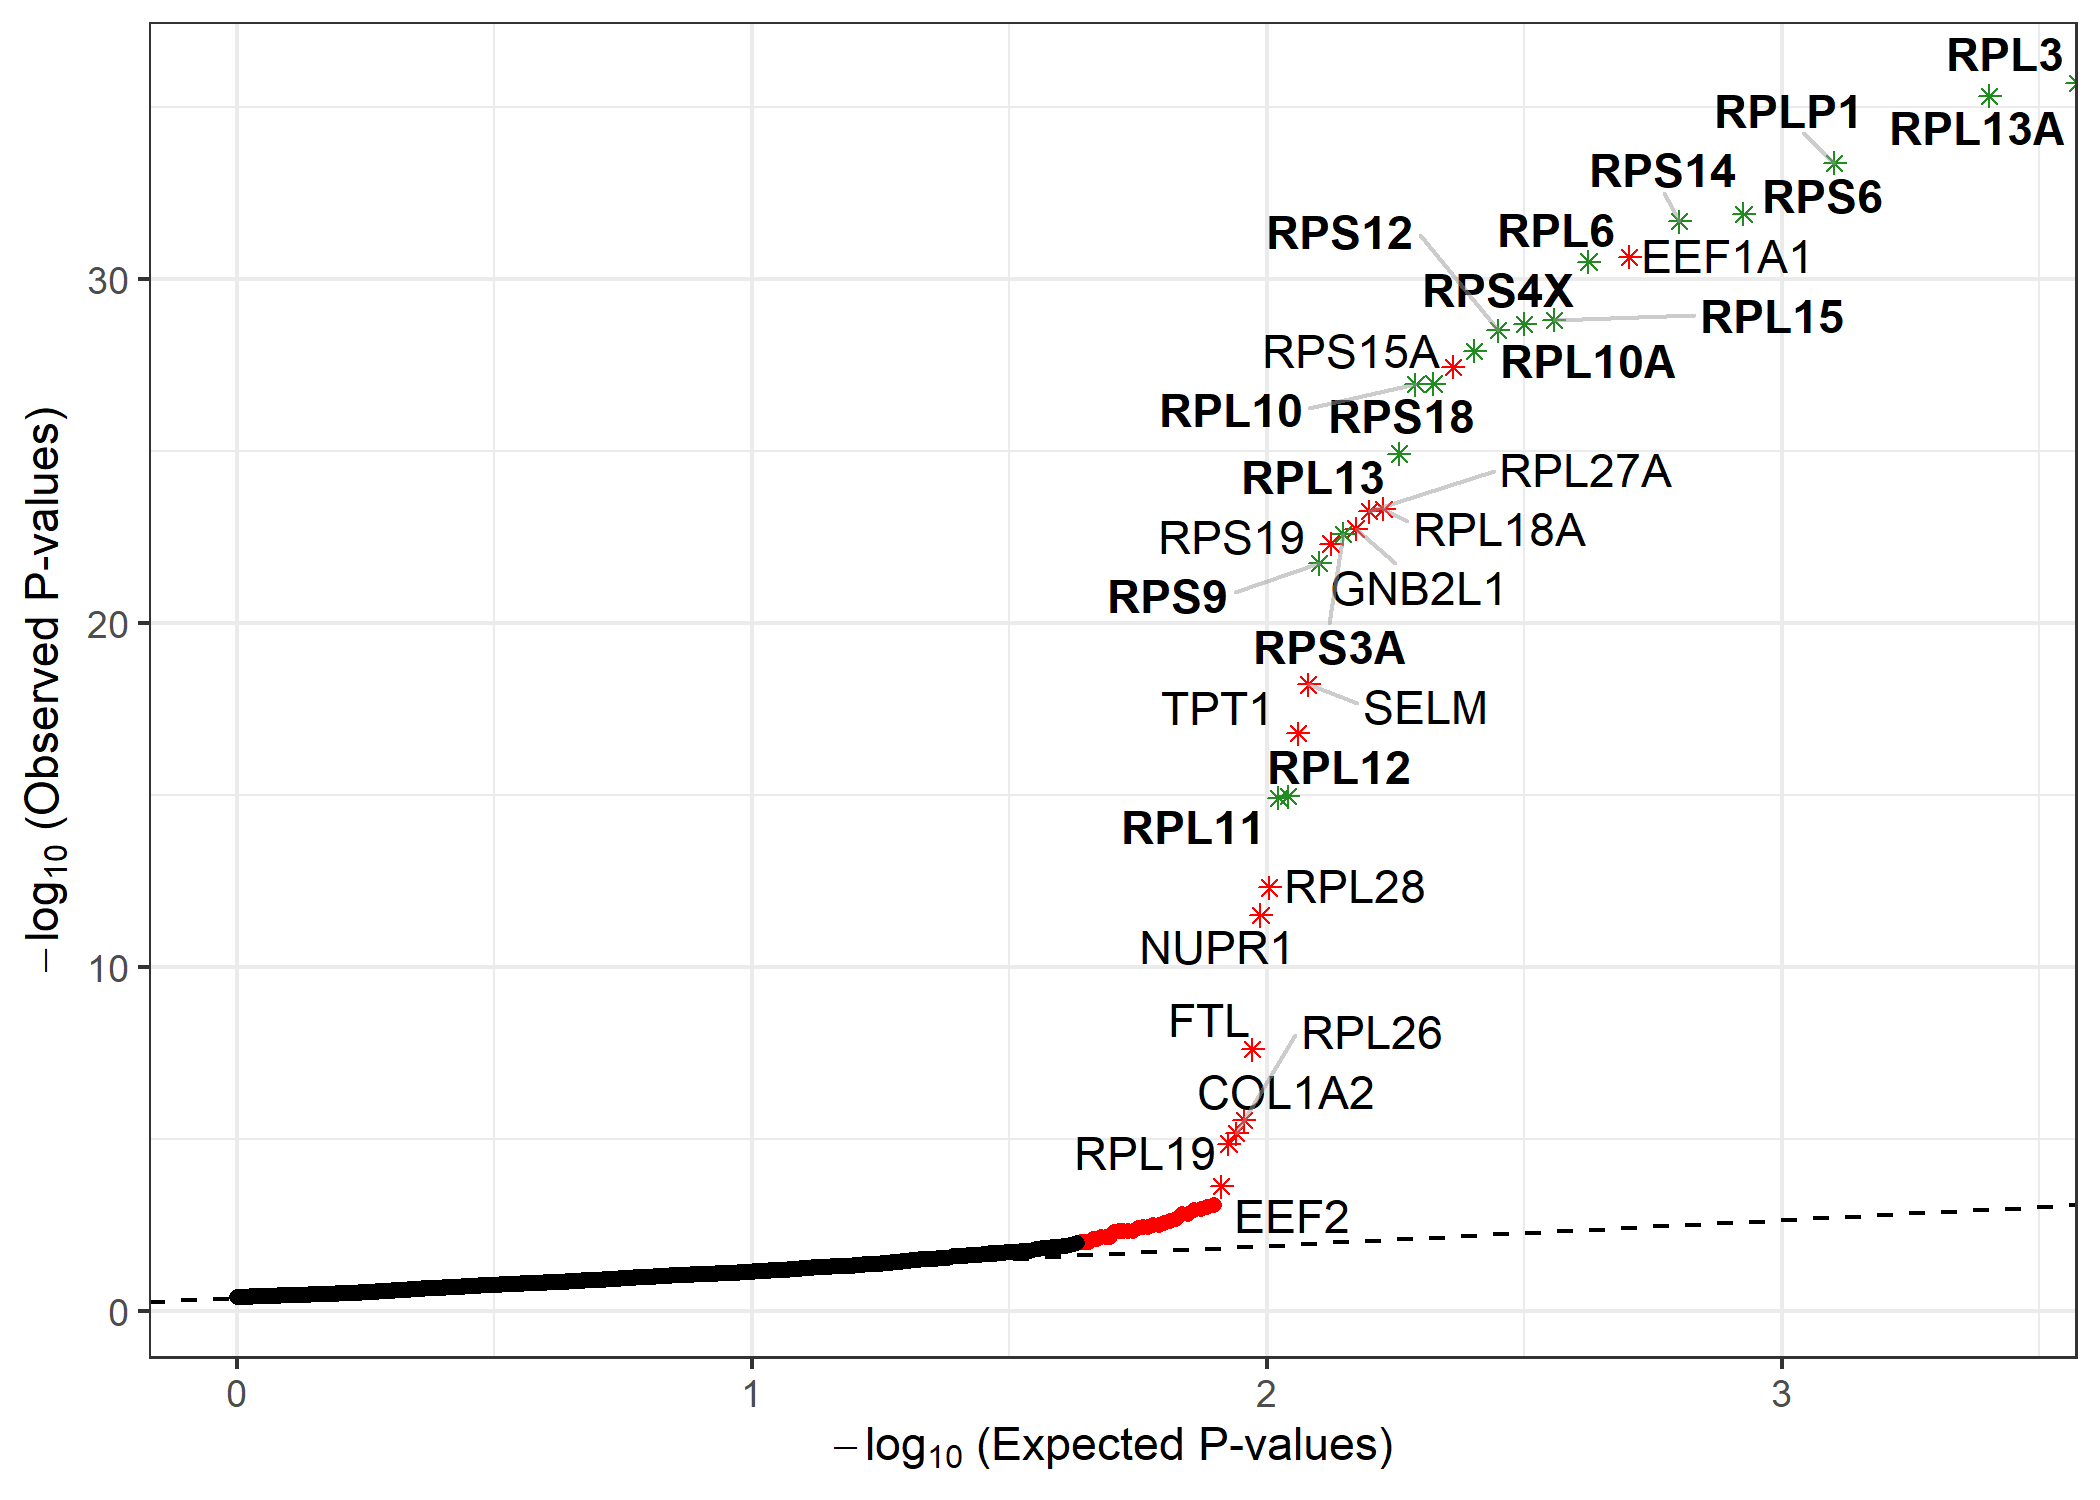 RPL3
RPLP1
RPL13A
RPS14
RPS6
RPS12
RPL6
EEF1A1
RPS4X
RPL15
RPS15A
RPL10A
RPL10
RPS18
RPL13
RPL27A
RPS19
RPL18A
RPS9
GNB2L1
RPS3A
TPT1
SELM
RPL12
RPL11
RPL28
NUPR1
FTL
RPL26
COL1A2
RPL19
EEF2
30
20
10
0
0 1 2 3
−log10 (Observed P-values)
−log10 (Expected P-values)